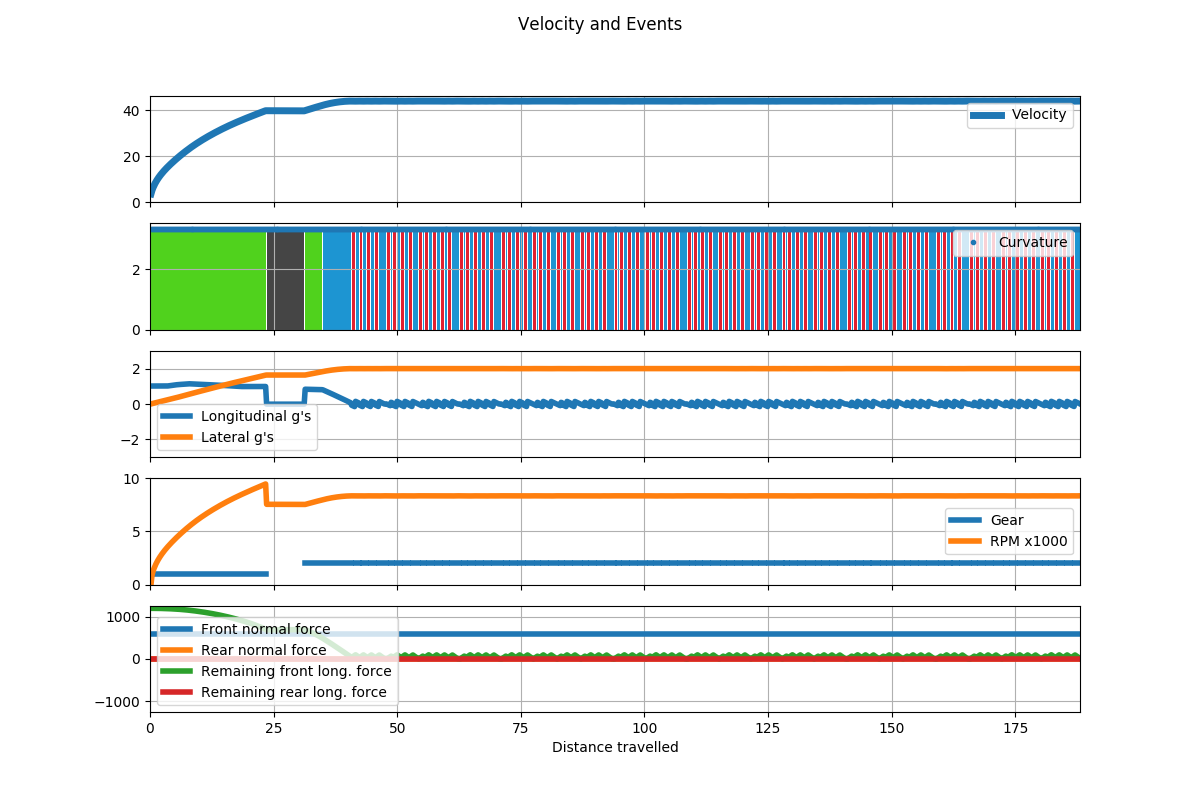 Velocity and Events
40
20
0
Velocity
2
0
Curvature
2
0
−2
Longitudinal g's
Lateral g's
10
5
0
Gear
RPM x1000
1000
0
−1000
Front normal force
Rear normal force
Remaining front long. force
Remaining rear long. force
0 25 50 75 100 125 150 175
Distance travelled